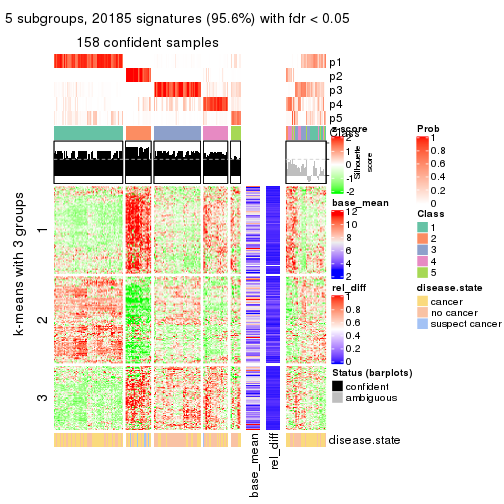 5 subgroups, 20185 signatures (95.6%) with fdr < 0.05
158 confident samples
p1
p2
p3
p4
p5
Class
Silhouette
score
k-means with 3 groups
1
2
3
base_mean
rel_diff
disease.state
z-score
2
1
0
-1
-2
base_mean
12
10
8
6
4
2
rel_diff
1
0.8
0.6
0.4
0.2
0
Status (barplots)
confident
ambiguous
Prob
1
0.8
0.6
0.4
0.2
0
Class
1
2
3
4
5
disease.state
cancer
no cancer
suspect cancer